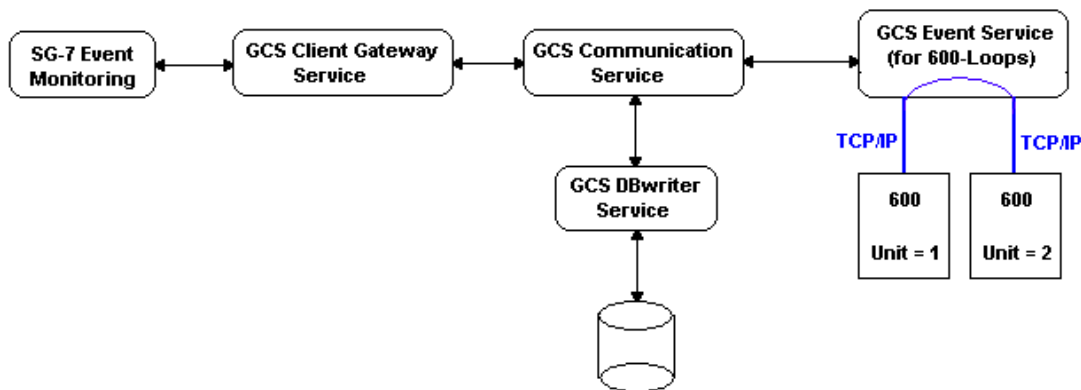 SG-7 Event
Monitoring
GCS Client Gateway
Service
GCS Communication
Service
GCS Event Service
(for 600-Loops)
TCP/IP
TCP/IP
GCS DBwriter
Service
600
Unit = 1
600
Unit = 2